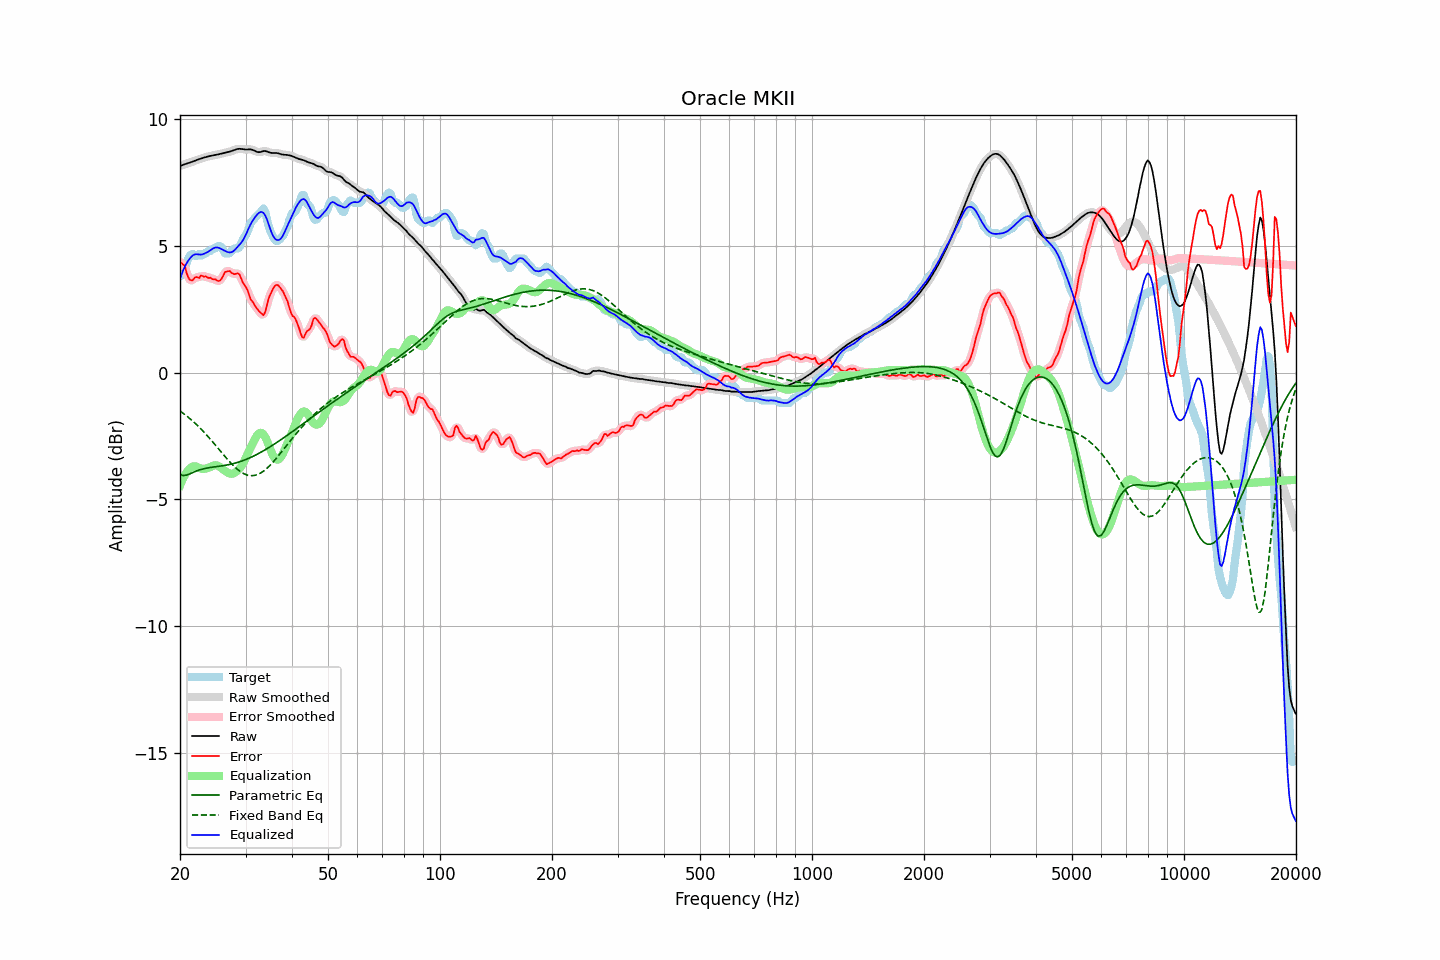 Oracle MKII
10
5
0
−5
−10
−15
Amplitude (dBr)
Target
Raw Smoothed
Error Smoothed
Raw
Error
Equalization
Parametric Eq
Fixed Band Eq
Equalized
20 50 100 200 500 1000 2000 5000 10000 20000
Frequency (Hz)